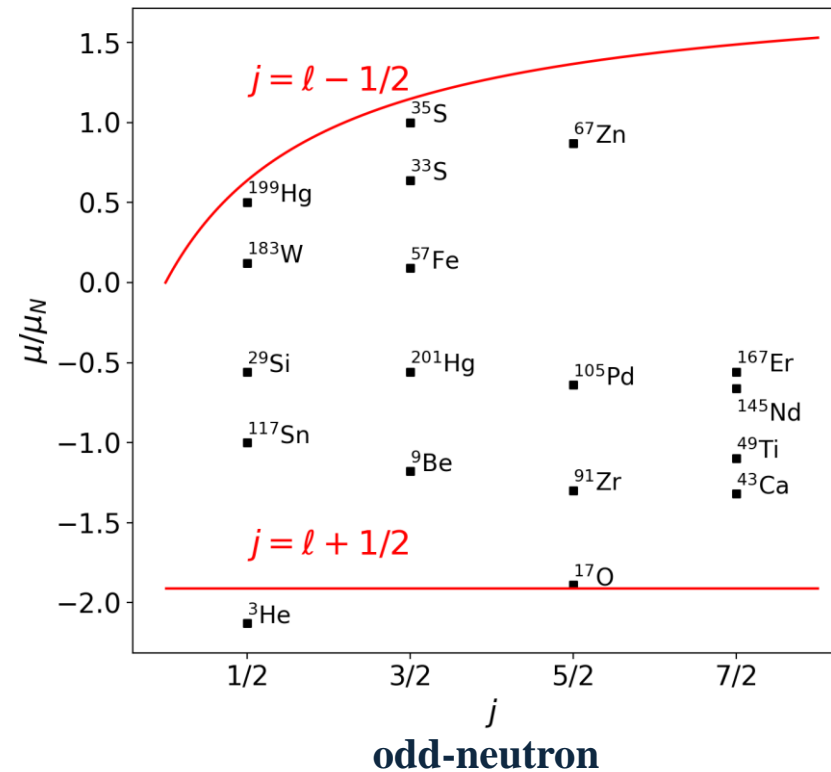 1.5
1.0
0.5
0.0
−0.5
−1.0
−1.5
−2.0
μ/μ_N
j = ℓ − 1/2
³⁵S
⁶⁷Zn
³³S
¹⁹⁹Hg
¹⁸³W
⁵⁷Fe
²⁹Si
²⁰¹Hg
¹⁰⁵Pd
¹⁶⁷Er
¹⁴⁵Nd
¹¹⁷Sn
⁹Be
⁴⁹Ti
⁹¹Zr
⁴³Ca
j = ℓ + 1/2
¹⁷O
³He
1/2 3/2 5/2 7/2
j
odd-neutron